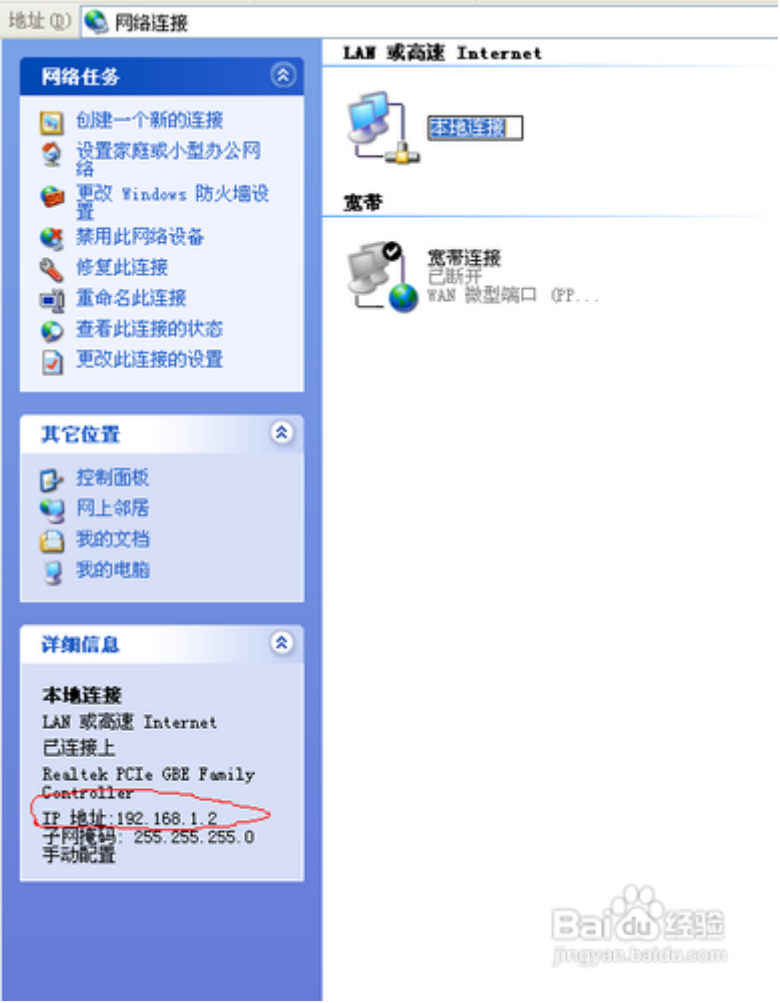 地址(D)
网络连接
网络任务
创建一个新的连接
设置家庭或小型办公网
络
更改 Windows 防火墙设
置
禁用此网络设备
修复此连接
重命名此连接
查看此连接的状态
更改此连接的设置
其它位置
控制面板
网上邻居
我的文档
我的电脑
详细信息
本地连接
LAN 或高速 Internet
已连接上
Realtek PCIe GBE Family
Controller
IP 地址:192.168.1.2
子网掩码: 255.255.255.0
手动配置
LAN 或高速 Internet
本地连接
宽带
宽带连接
已断开
WAN 微型端口 (PP...
Baidu经验
jingyan.baidu.com